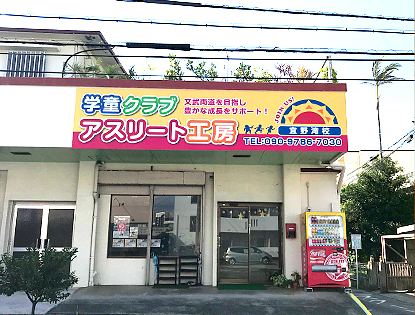 学童クラブ
文武両道を目指し
豊かな成長をサポート!
アスリート工房
JOIN US!
宜野湾校
TEL:090-9786-7030